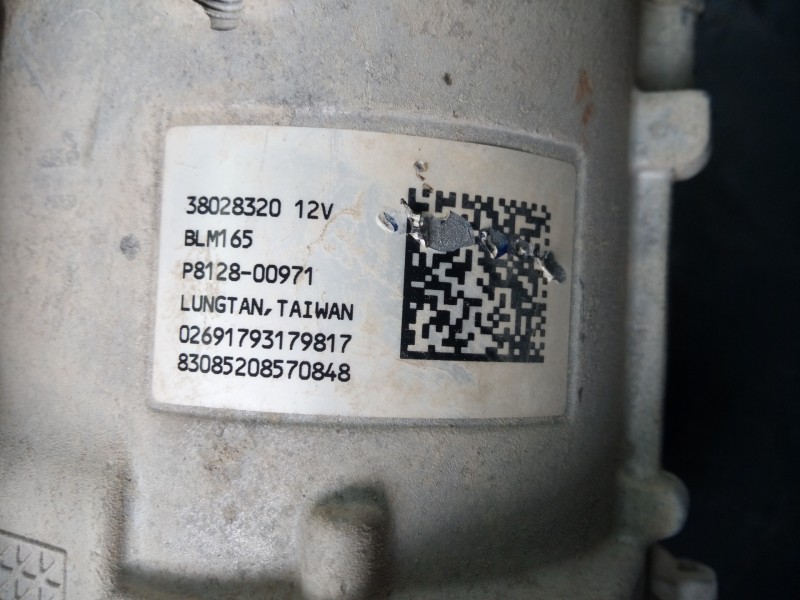 38028320 12V
BLM165
P8128-00971
LUNGTAN, TAIWAN
02691793179817
83085208570848